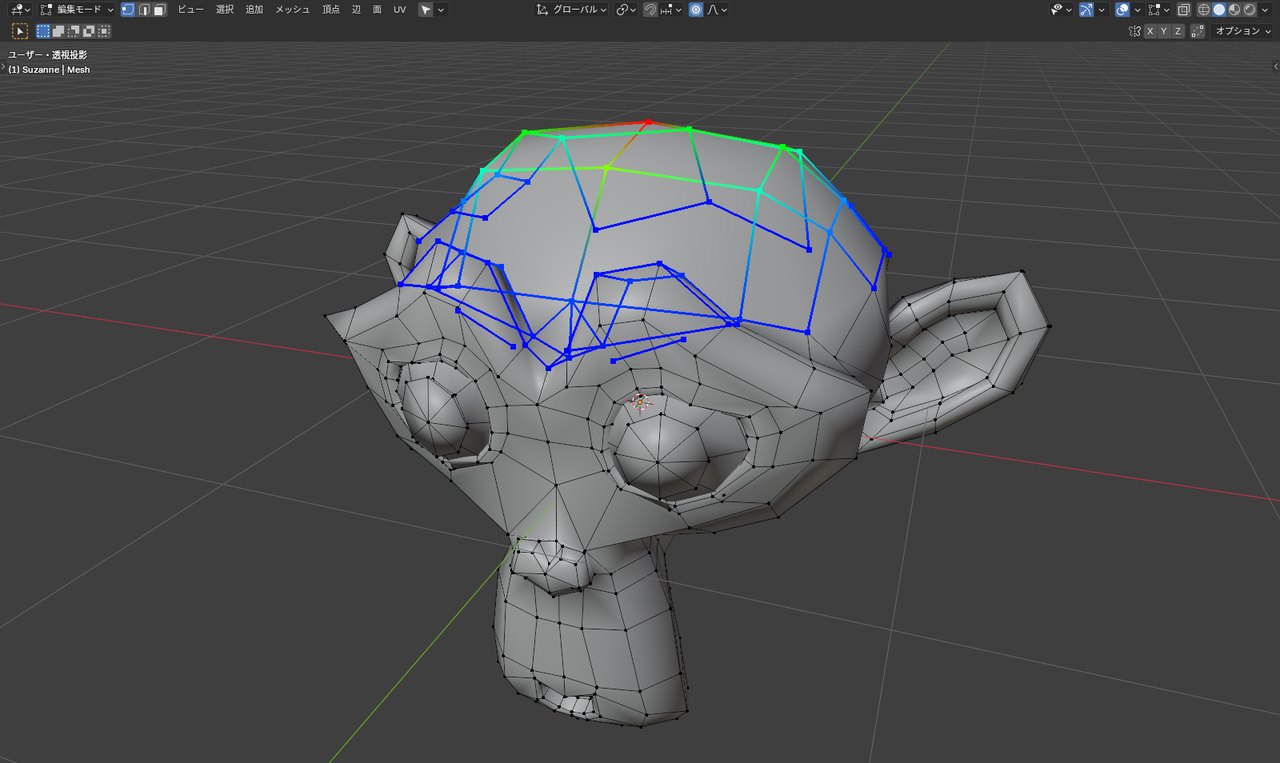 編集モード ビュー 選択 追加 メッシュ 頂点 辺 面 UV グローバル
X Y Z オプション
ユーザー・透視投影
(1) Suzanne | Mesh